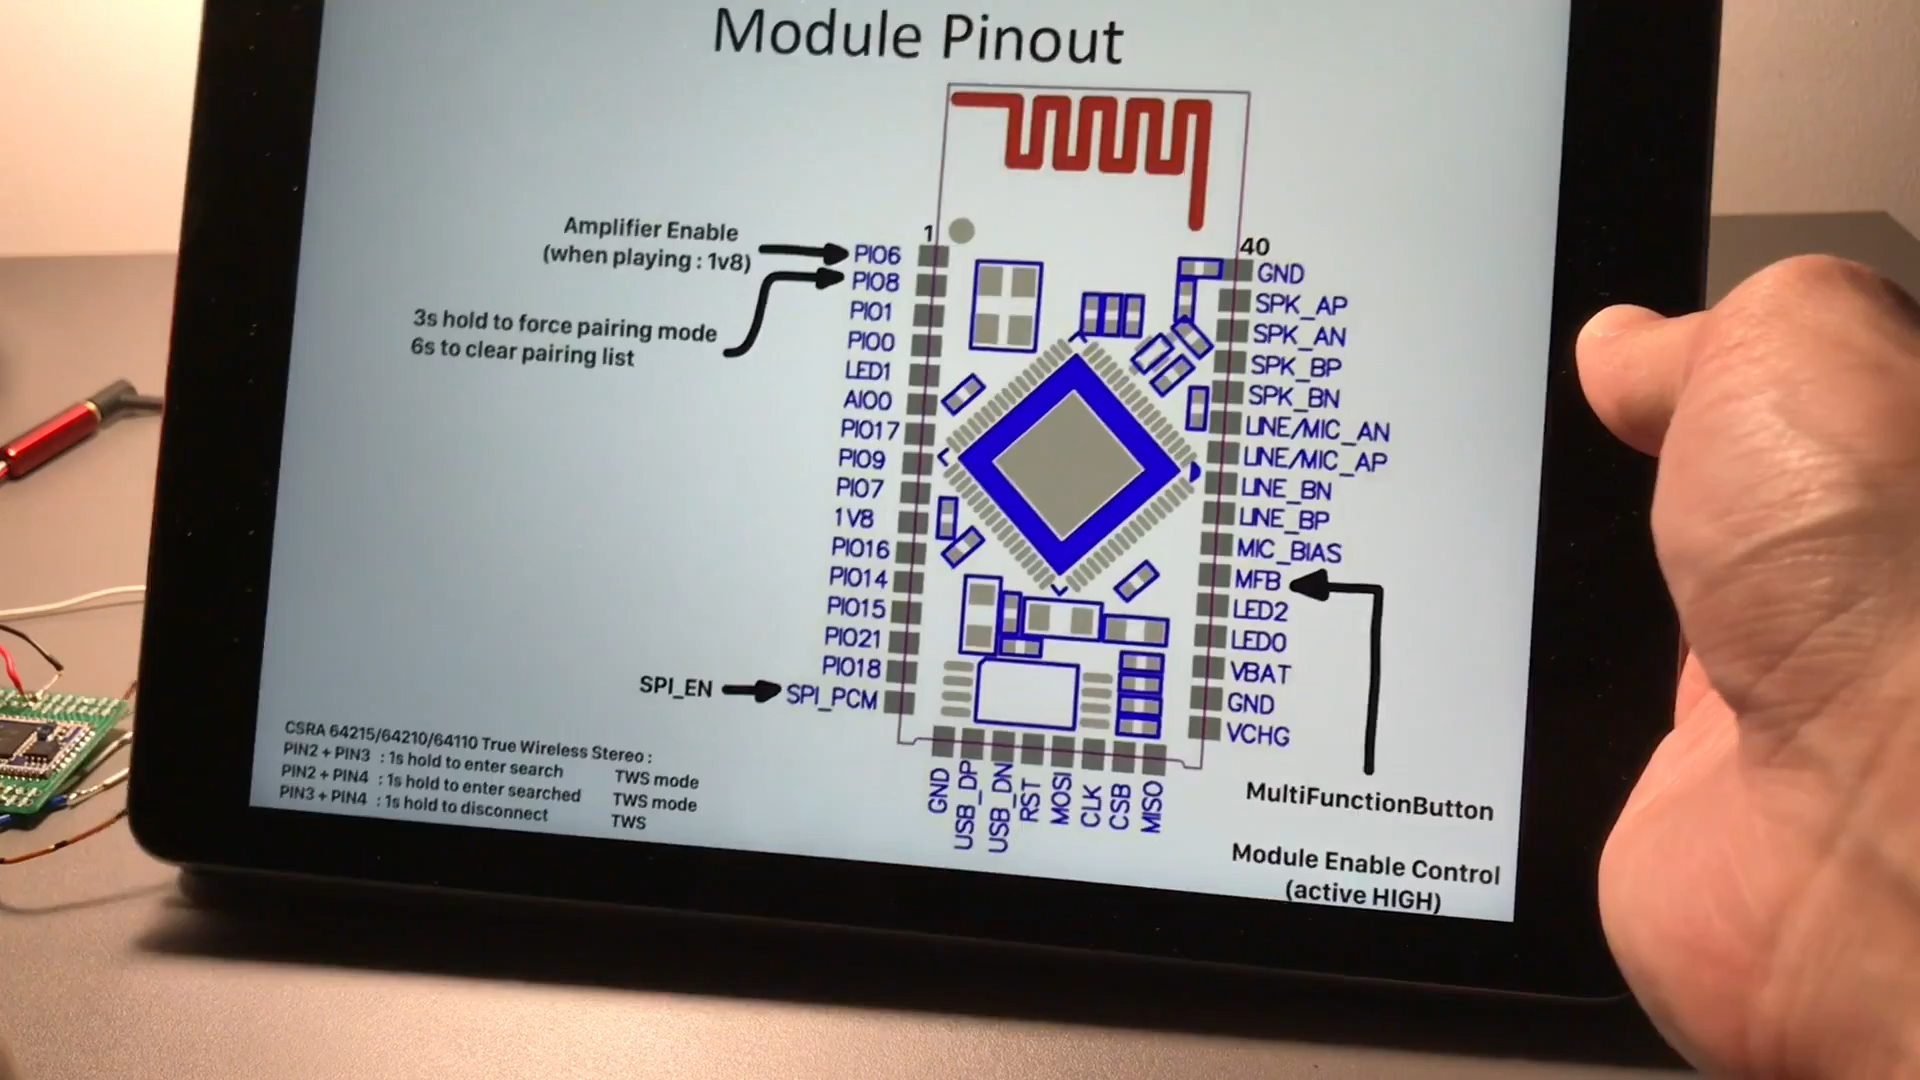 Module Pinout
Amplifier Enable
(when playing : 1v8)
3s hold to force pairing mode
6s to clear pairing list
1
PIO6
PIO8
PIO1
PIO0
LED1
AIO0
PIO17
PIO9
PIO7
1V8
PIO16
PIO14
PIO15
PIO21
PIO18
SPI_EN
SPI_PCM
40
GND
SPK_AP
SPK_AN
SPK_BP
SPK_BN
LINE/MIC_AN
LINE/MIC_AP
LINE_BN
LINE_BP
MIC_BIAS
MFB
LED2
LED0
VBAT
GND
VCHG
GND
USB_DP
USB_DN
RST
MOSI
CLK
CSB
MISO
MultiFunctionButton
Module Enable Control
(active HIGH)
CSRA 64215/64210/64110 True Wireless Stereo :
PIN2 + PIN3 : 1s hold to enter search TWS mode
PIN2 + PIN4 : 1s hold to enter searched TWS mode
PIN3 + PIN4 : 1s hold to disconnect TWS